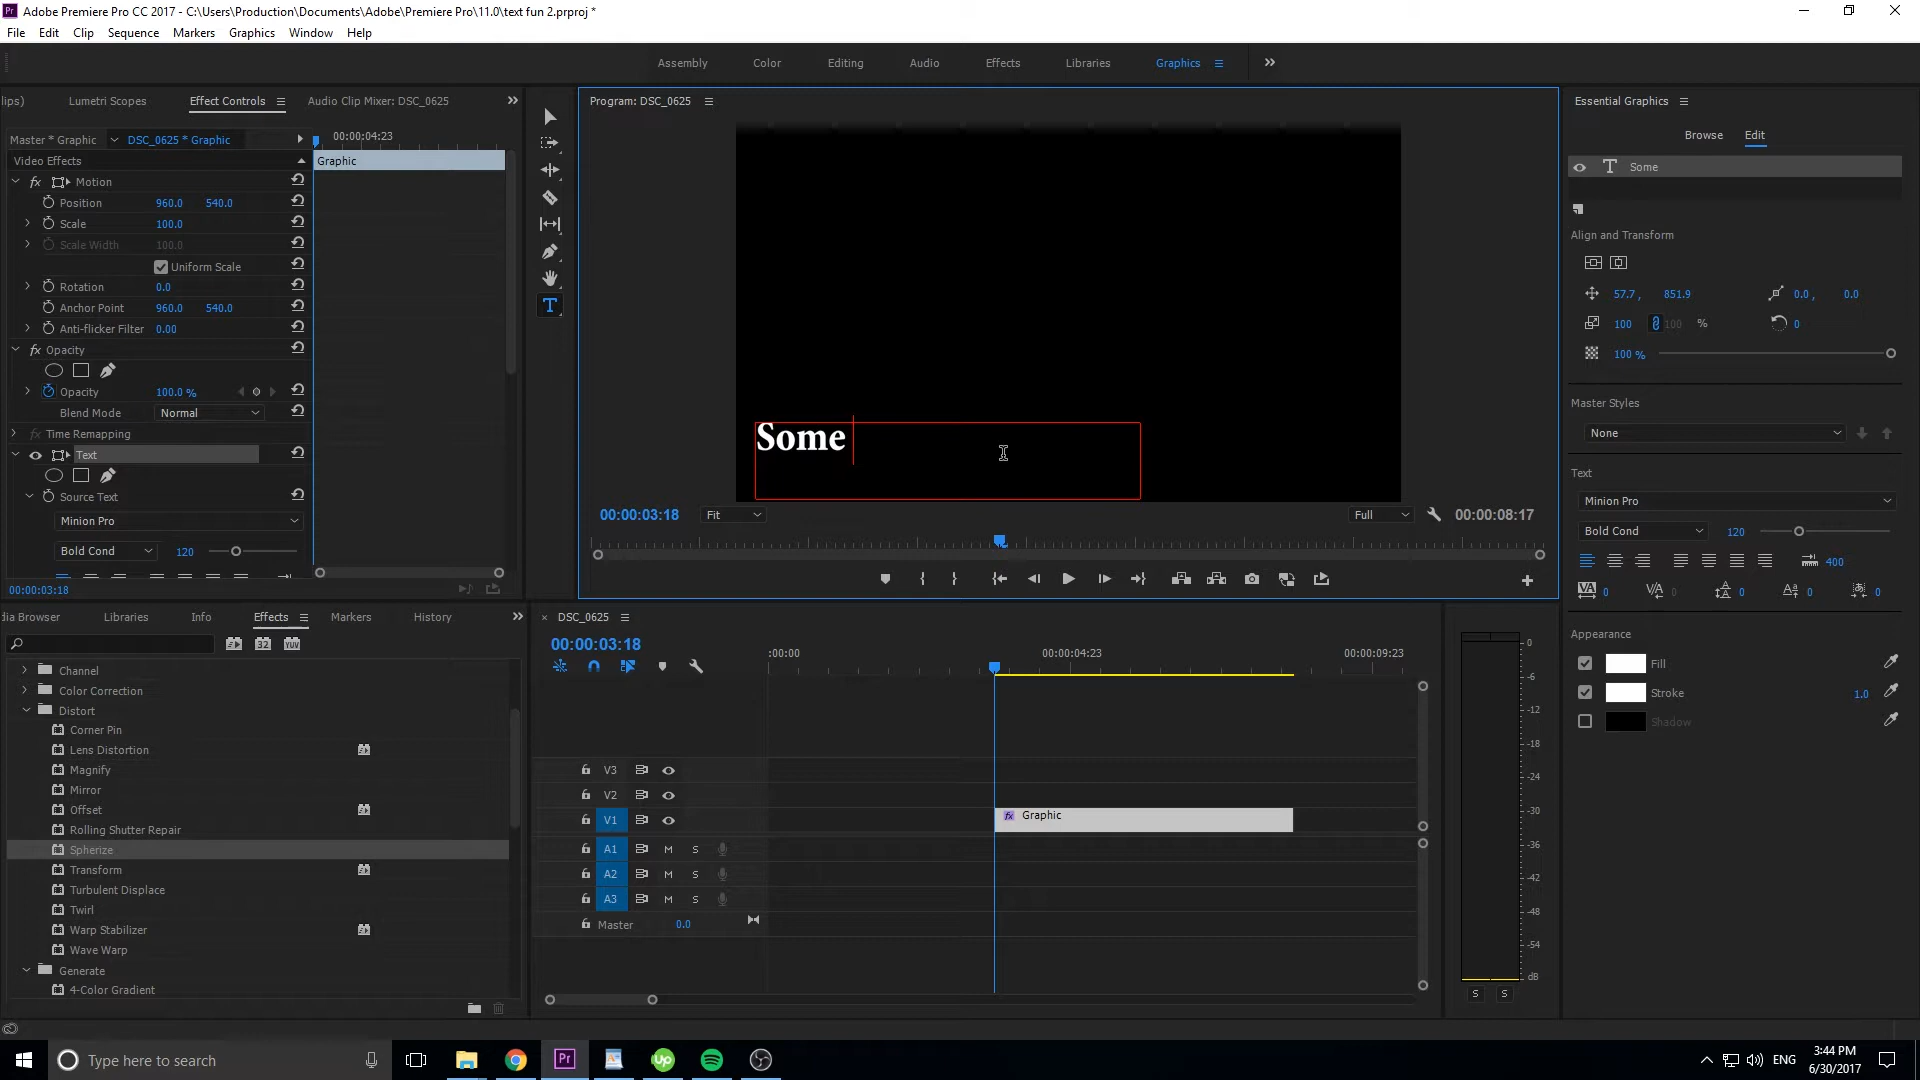 Adobe Premiere Pro CC 2017 - C:\Users\Production\Documents\Adobe\Premiere Pro\11.0\text fun 2.prproj *
File Edit Clip Sequence Markers Graphics Window Help
Assembly Color Editing Audio Effects Libraries Graphics
lips) Lumetri Scopes Effect Controls Audio Clip Mixer: DSC_0625
Master * Graphic DSC_0625 * Graphic 00:00:04:23
Video Effects Graphic
fx Motion
Position 960.0 540.0
Scale 100.0
Scale Width 100.0
Uniform Scale
Rotation 0.0
Anchor Point 960.0 540.0
Anti-flicker Filter 0.00
fx Opacity
Opacity 100.0 %
Blend Mode Normal
fx Time Remapping
Text
Source Text
Minion Pro
Bold Cond 120
00:00:03:18
Program: DSC_0625
Some
00:00:03:18 Fit Full 00:00:08:17
Essential Graphics
Browse Edit
T Some
Align and Transform
57.7 , 851.9 0.0 , 0.0
100 100 % 0
100 %
Master Styles
None
Text
Minion Pro
Bold Cond 120
400
0 0 0 0 0
Appearance
Fill
Stroke 1.0
Shadow
dia Browser Libraries Info Effects Markers History
32 YUV
Channel
Color Correction
Distort
Corner Pin
Lens Distortion
Magnify
Mirror
Offset
Rolling Shutter Repair
Spherize
Transform
Turbulent Displace
Twirl
Warp Stabilizer
Wave Warp
Generate
4-Color Gradient
× DSC_0625
00:00:03:18
:00:00 00:00:04:23 00:00:09:23
V3
V2
V1 fx Graphic
A1 M S
A2 M S
A3 M S
Master 0.0
0
-6
-12
-18
-24
-30
-36
-42
-48
-54
dB
S S
Type here to search
Pr
Up
ENG
3:44 PM
6/30/2017